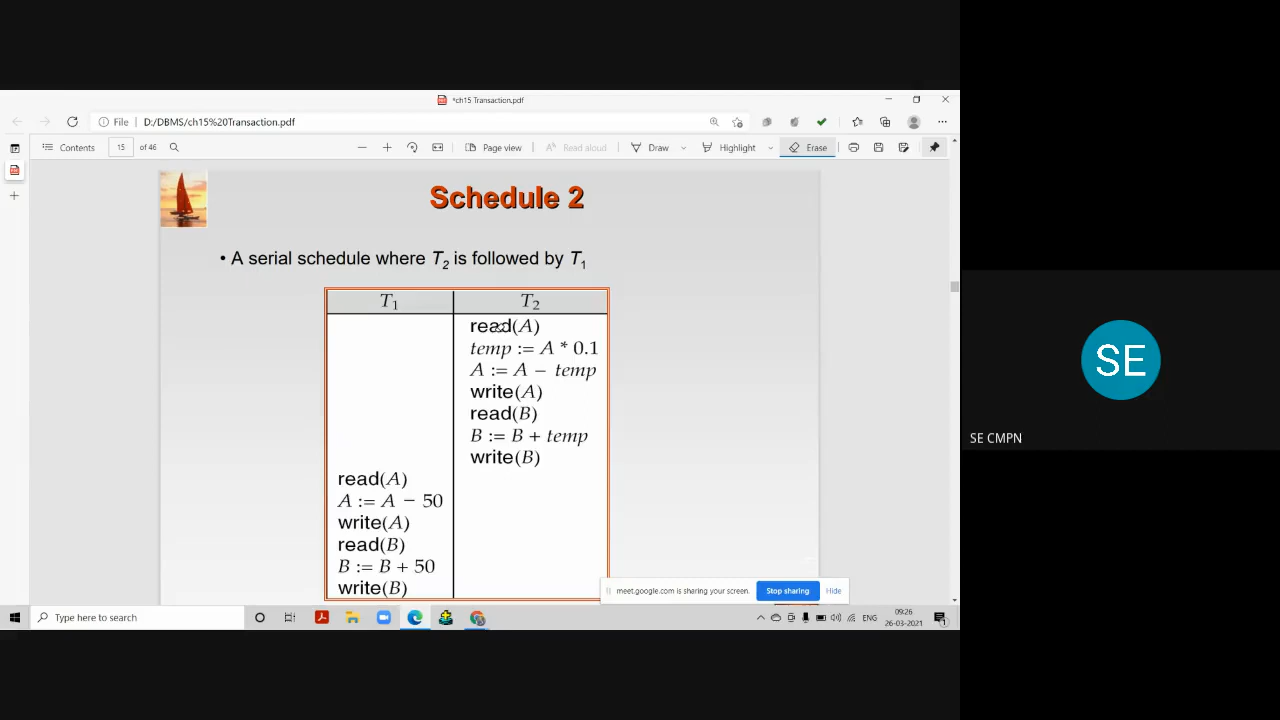 *ch15 Transaction.pdf
File D:/DBMS/ch15%20Transaction.pdf
Contents 15 of 46 Page view Read aloud Draw Highlight Erase
Schedule 2
• A serial schedule where T2 is followed by T1
T1 T2
read(A)
temp := A * 0.1
A := A − temp
write(A)
read(B)
B := B + temp
write(B)
read(A)
A := A − 50
write(A)
read(B)
B := B + 50
write(B)
meet.google.com is sharing your screen. Stop sharing Hide
Type here to search
ENG
09:26
26-03-2021
1
SE
SE CMPN